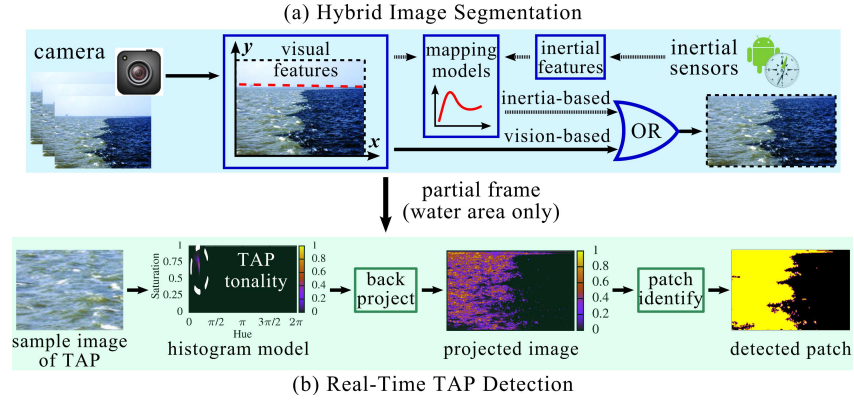 (a) Hybrid Image Segmentation
camera
y
visual
features
x
mapping
models
inertial
features
inertial
sensors
inertia-based
vision-based
OR
partial frame
(water area only)
sample image
of TAP
Saturation
1
0.75
0.5
0.25
0
TAP
tonality
0 π/2 π 3π/2 2π
Hue
1
0.8
0.6
0.4
0.2
0
histogram model
back
project
1
0.8
0.6
0.4
0.2
0
projected image
patch
identify
detected patch
(b) Real-Time TAP Detection